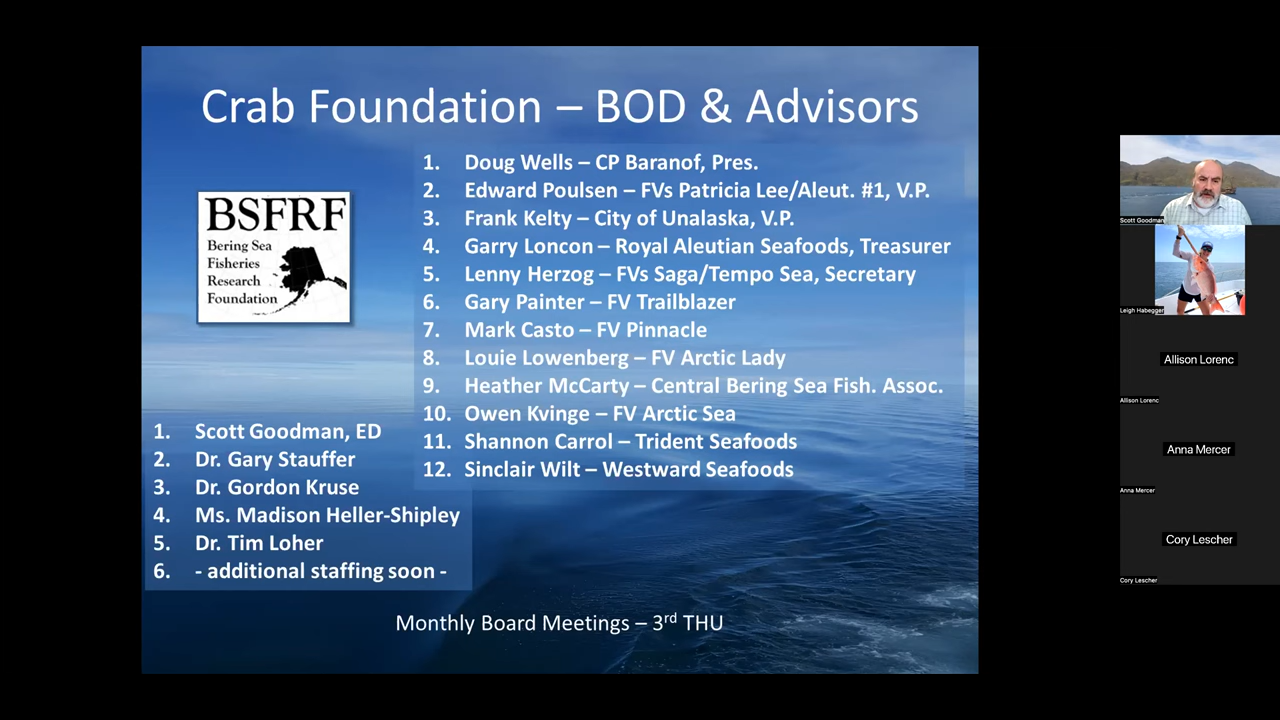 Crab Foundation – BOD & Advisors
BSFRF
Bering Sea
Fisheries
Research
Foundation
1. Doug Wells – CP Baranof, Pres.
2. Edward Poulsen – FVs Patricia Lee/Aleut. #1, V.P.
3. Frank Kelty – City of Unalaska, V.P.
4. Garry Loncon – Royal Aleutian Seafoods, Treasurer
5. Lenny Herzog – FVs Saga/Tempo Sea, Secretary
6. Gary Painter – FV Trailblazer
7. Mark Casto – FV Pinnacle
8. Louie Lowenberg – FV Arctic Lady
9. Heather McCarty – Central Bering Sea Fish. Assoc.
10. Owen Kvinge – FV Arctic Sea
11. Shannon Carrol – Trident Seafoods
12. Sinclair Wilt – Westward Seafoods
1. Scott Goodman, ED
2. Dr. Gary Stauffer
3. Dr. Gordon Kruse
4. Ms. Madison Heller-Shipley
5. Dr. Tim Loher
6. - additional staffing soon -
Monthly Board Meetings – 3rd THU
Scott Goodman
Leigh Habegger
Allison Lorenc
Allison Lorenc
Anna Mercer
Anna Mercer
Cory Lescher
Cory Lescher